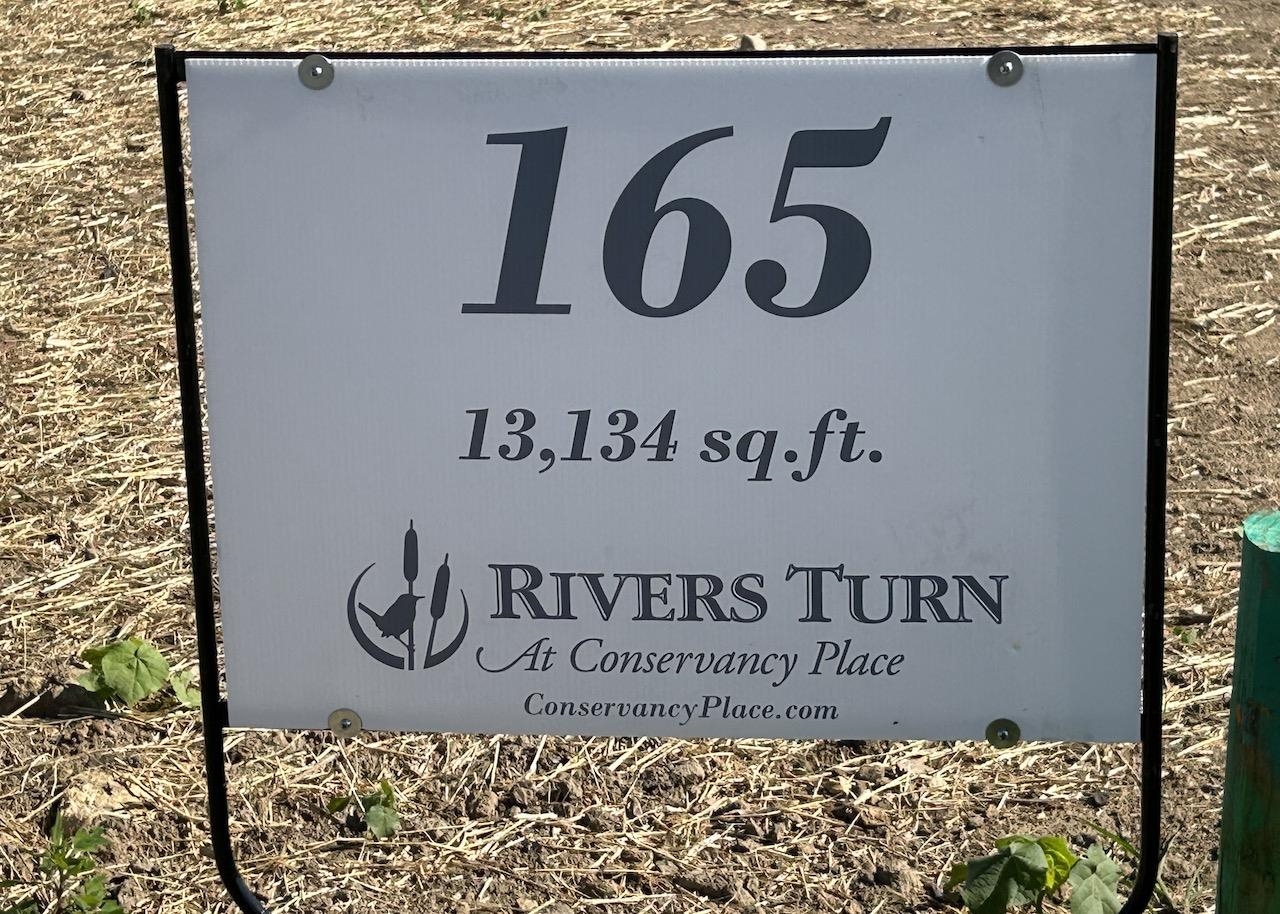 165
13,134 sq.ft.
RIVERS TURN
At Conservancy Place
ConservancyPlace.com